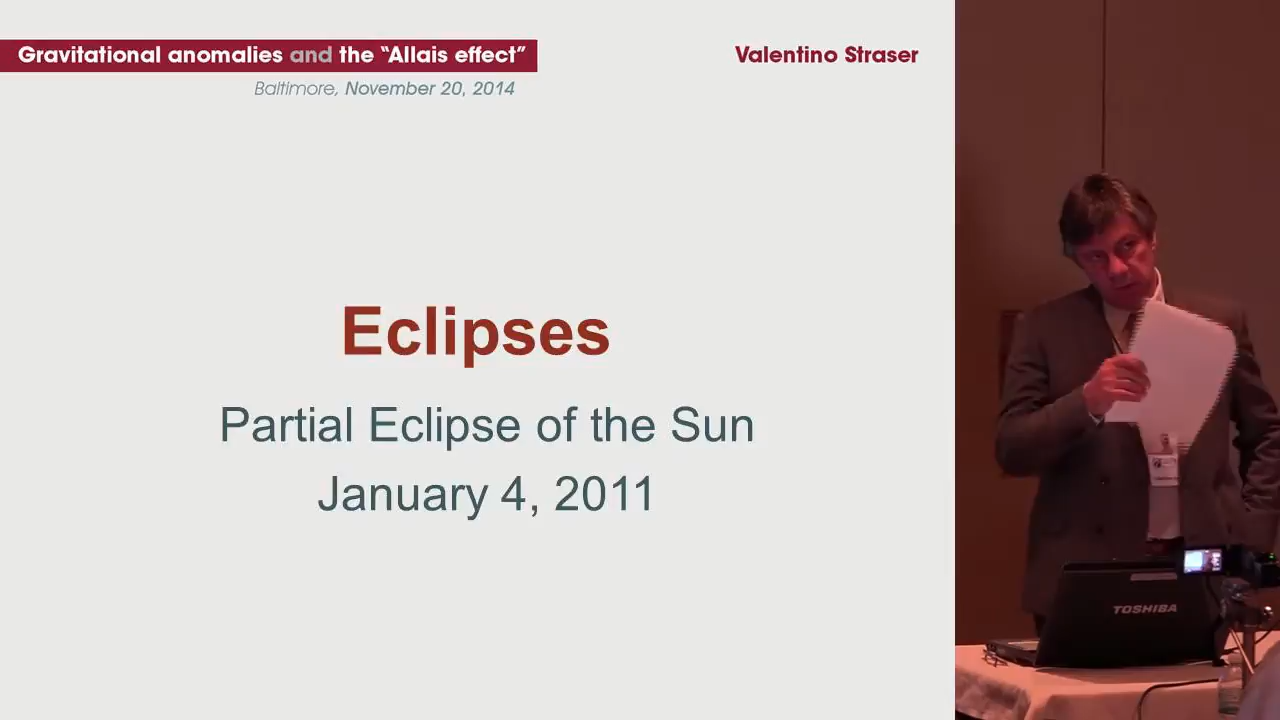 Gravitational anomalies and the “Allais effect”
Valentino Straser
Baltimore, November 20, 2014
Eclipses
Partial Eclipse of the Sun
January 4, 2011
TOSHIBA